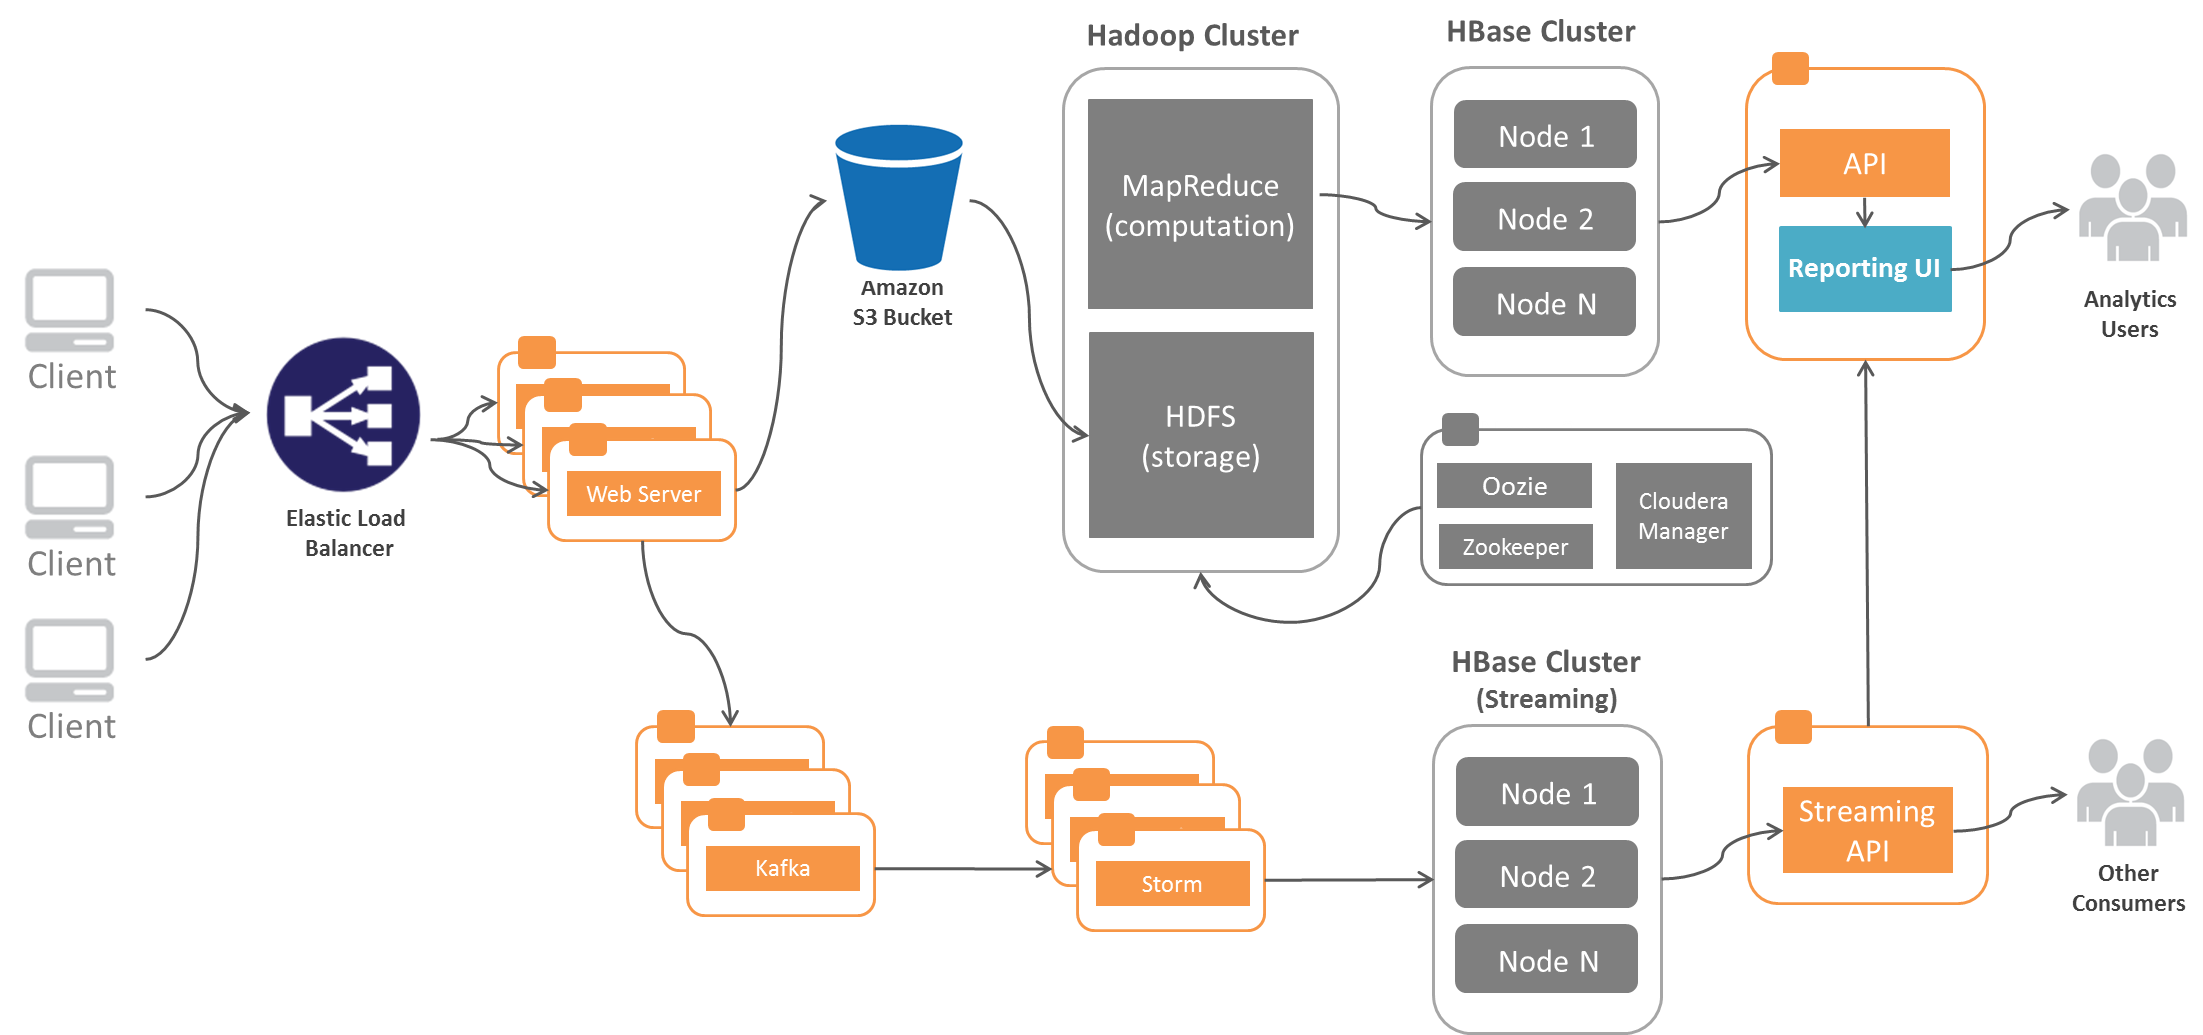 Hadoop Cluster
HBase Cluster
MapReduce
(computation)
HDFS
(storage)
Node 1
Node 2
Node N
API
Reporting UI
Analytics
Users
Amazon
S3 Bucket
Client
Client
Client
Elastic Load
Balancer
Web Server
Oozie
Zookeeper
Cloudera
Manager
HBase Cluster
(Streaming)
Kafka
Storm
Node 1
Node 2
Node N
Streaming
API
Other
Consumers